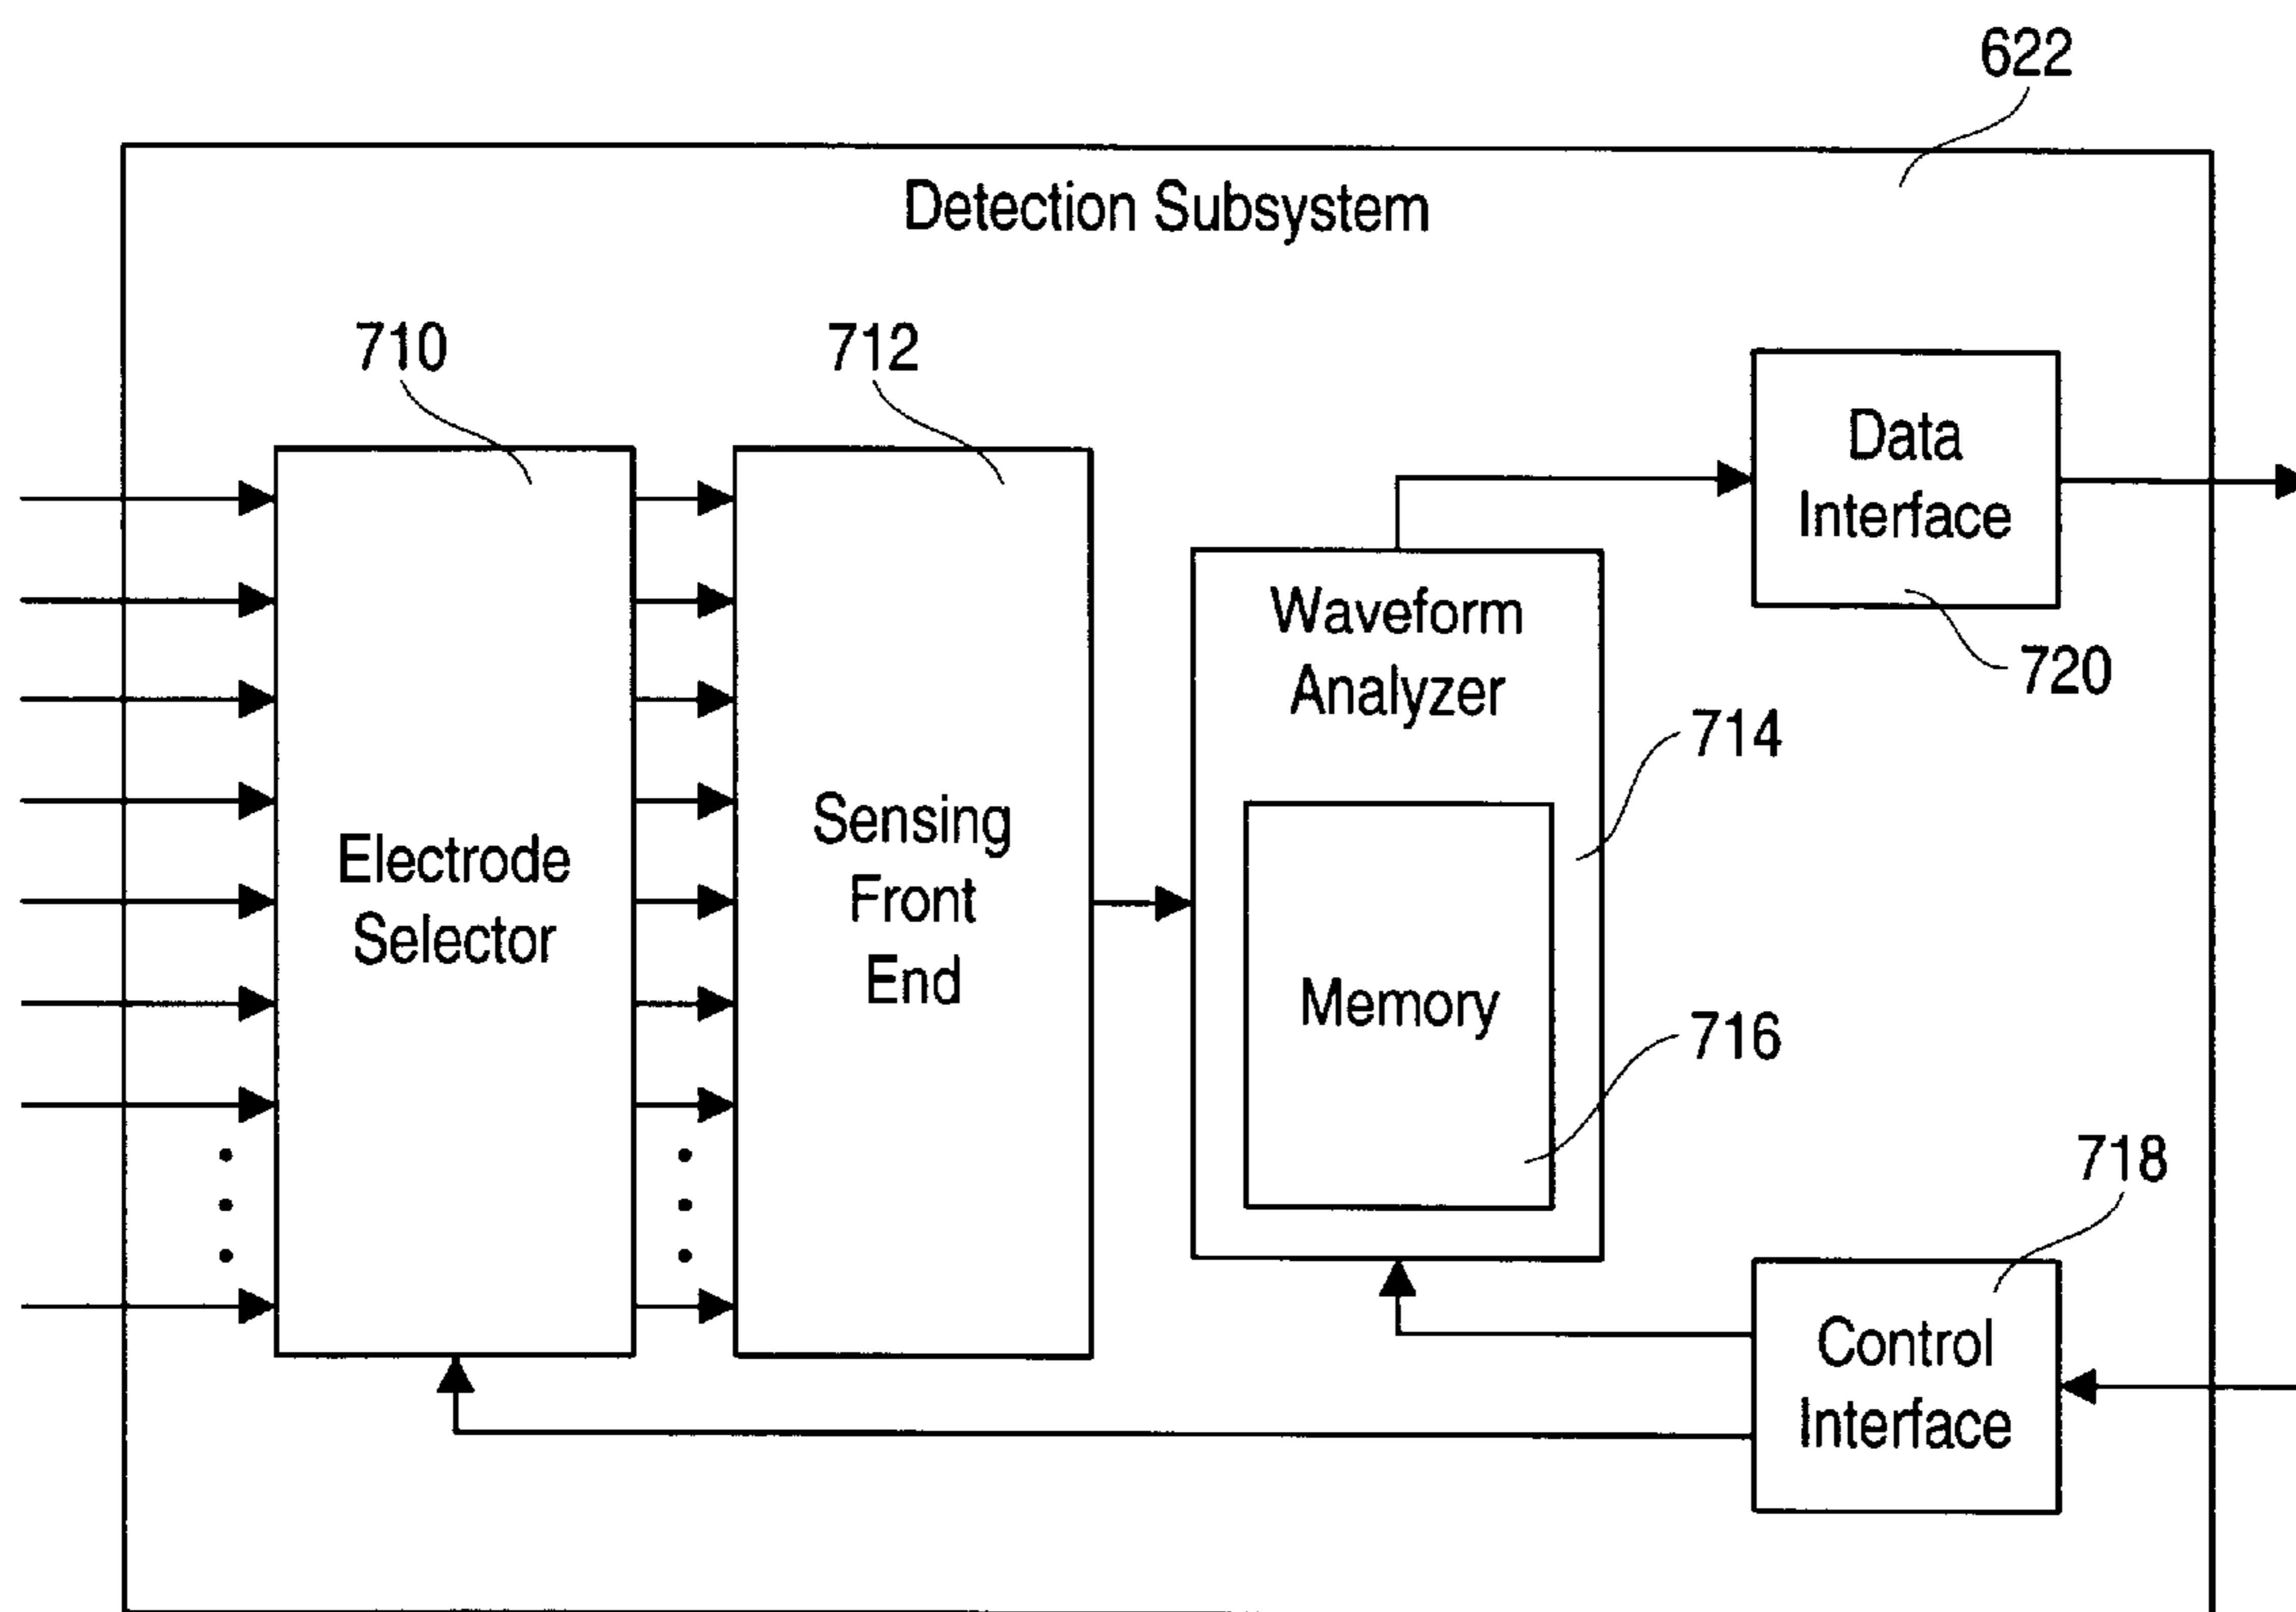 622
Detection Subsystem
710
712
Data
Interface
720
Waveform
Analyzer
714
Electrode
Selector
Sensing
Front
End
Memory
716
718
Control
Interface